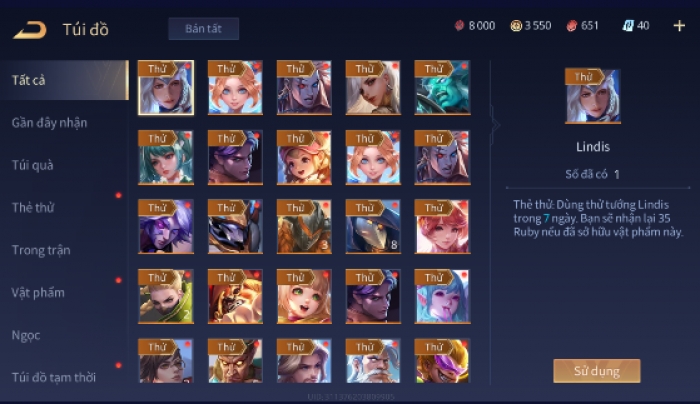 Túi đồ
Bán tất
8 000
3 550
651
40
Tất cả
Gần đây nhận
Túi quà
Thẻ thử
Trong trận
Vật phẩm
Ngọc
Túi đồ tạm thời
Thử Thử Thử Thử Thử
Thử Thử Thử Thử Thử
Thử Thử Thử Thử Thử
3 8
Thử Thử Thử Thử Thử
2
Thử Thử Thử Thử Thử
Thử
Lindis
Số đã có 1
Thẻ thử: Dùng thử tướng Lindis
trong 7 ngày. Bạn sẽ nhận lại 35
Ruby nếu đã sở hữu vật phẩm này.
Sử dụng